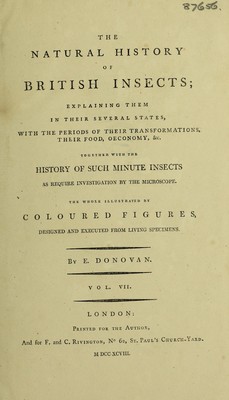 87656.
THE
NATURAL HISTORY
OF
BRITISH INSECTS;
EXPLAINING THEM
IN THEIR SEVERAL STATES,
WITH THE PERIODS OF THEIR TRANSFORMATIONS,
THEIR FOOD, OECONOMY, &c.
TOGETHER WITH THE
HISTORY OF SUCH MINUTE INSECTS
AS REQUIRE INVESTIGATION BY THE MICROSCOPE.
THE WHOLE ILLUSTRATED BY
COLOURED FIGURES,
DESIGNED AND EXECUTED FROM LIVING SPECIMENS.
BY E. DONOVAN.
VOL. VII.
LONDON:
PRINTED FOR THE AUTHOR,
And for F. and C. RIVINGTON, No 62, ST. PAUL'S CHURCH-YARD.
M DCC XCVIII.